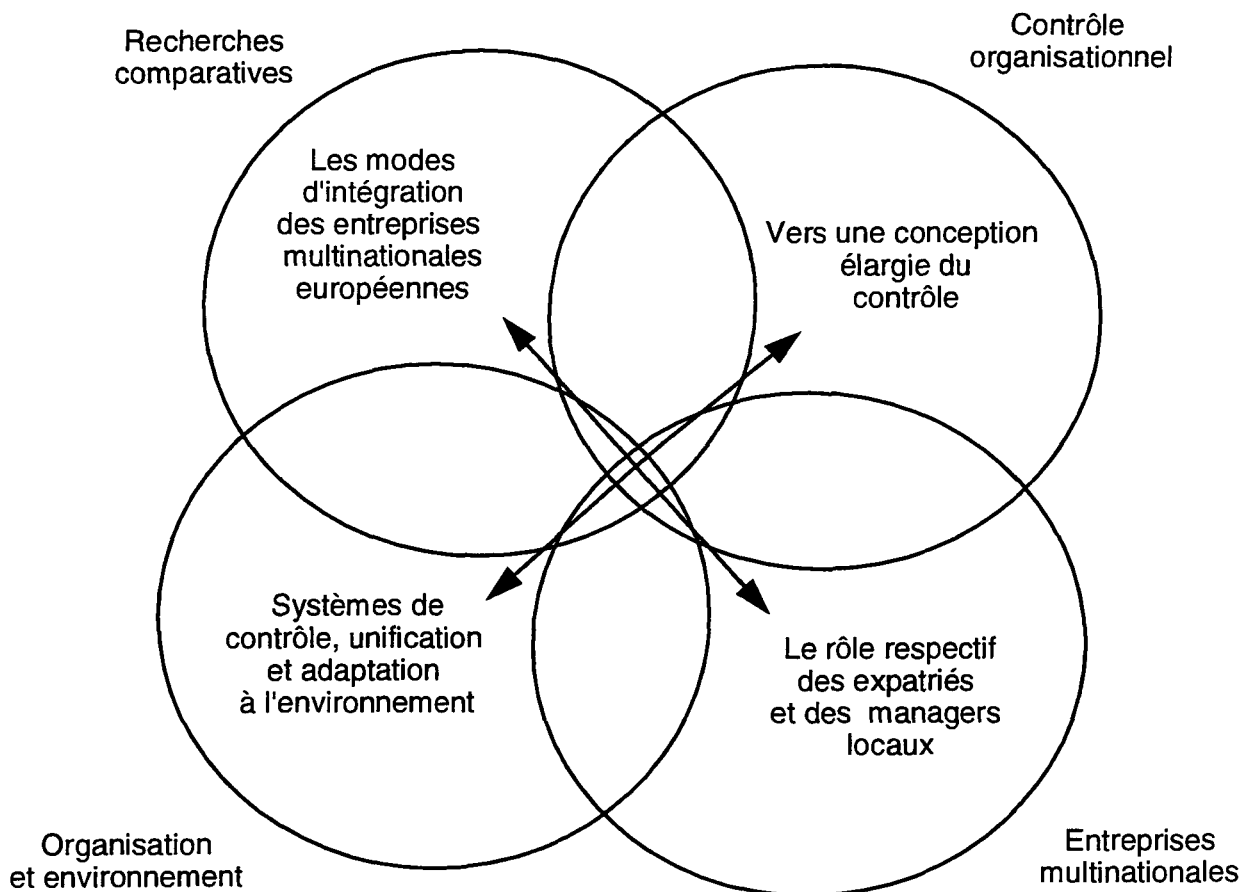 Recherches
comparatives
Contrôle
organisationnel
Les modes
d'intégration
des entreprises
multinationales
européennes
Vers une conception
élargie du
contrôle
Systèmes de
contrôle, unification
et adaptation
à l'environnement
Le rôle respectif
des expatriés
et des managers
locaux
Organisation
et environnement
Entreprises
multinationales